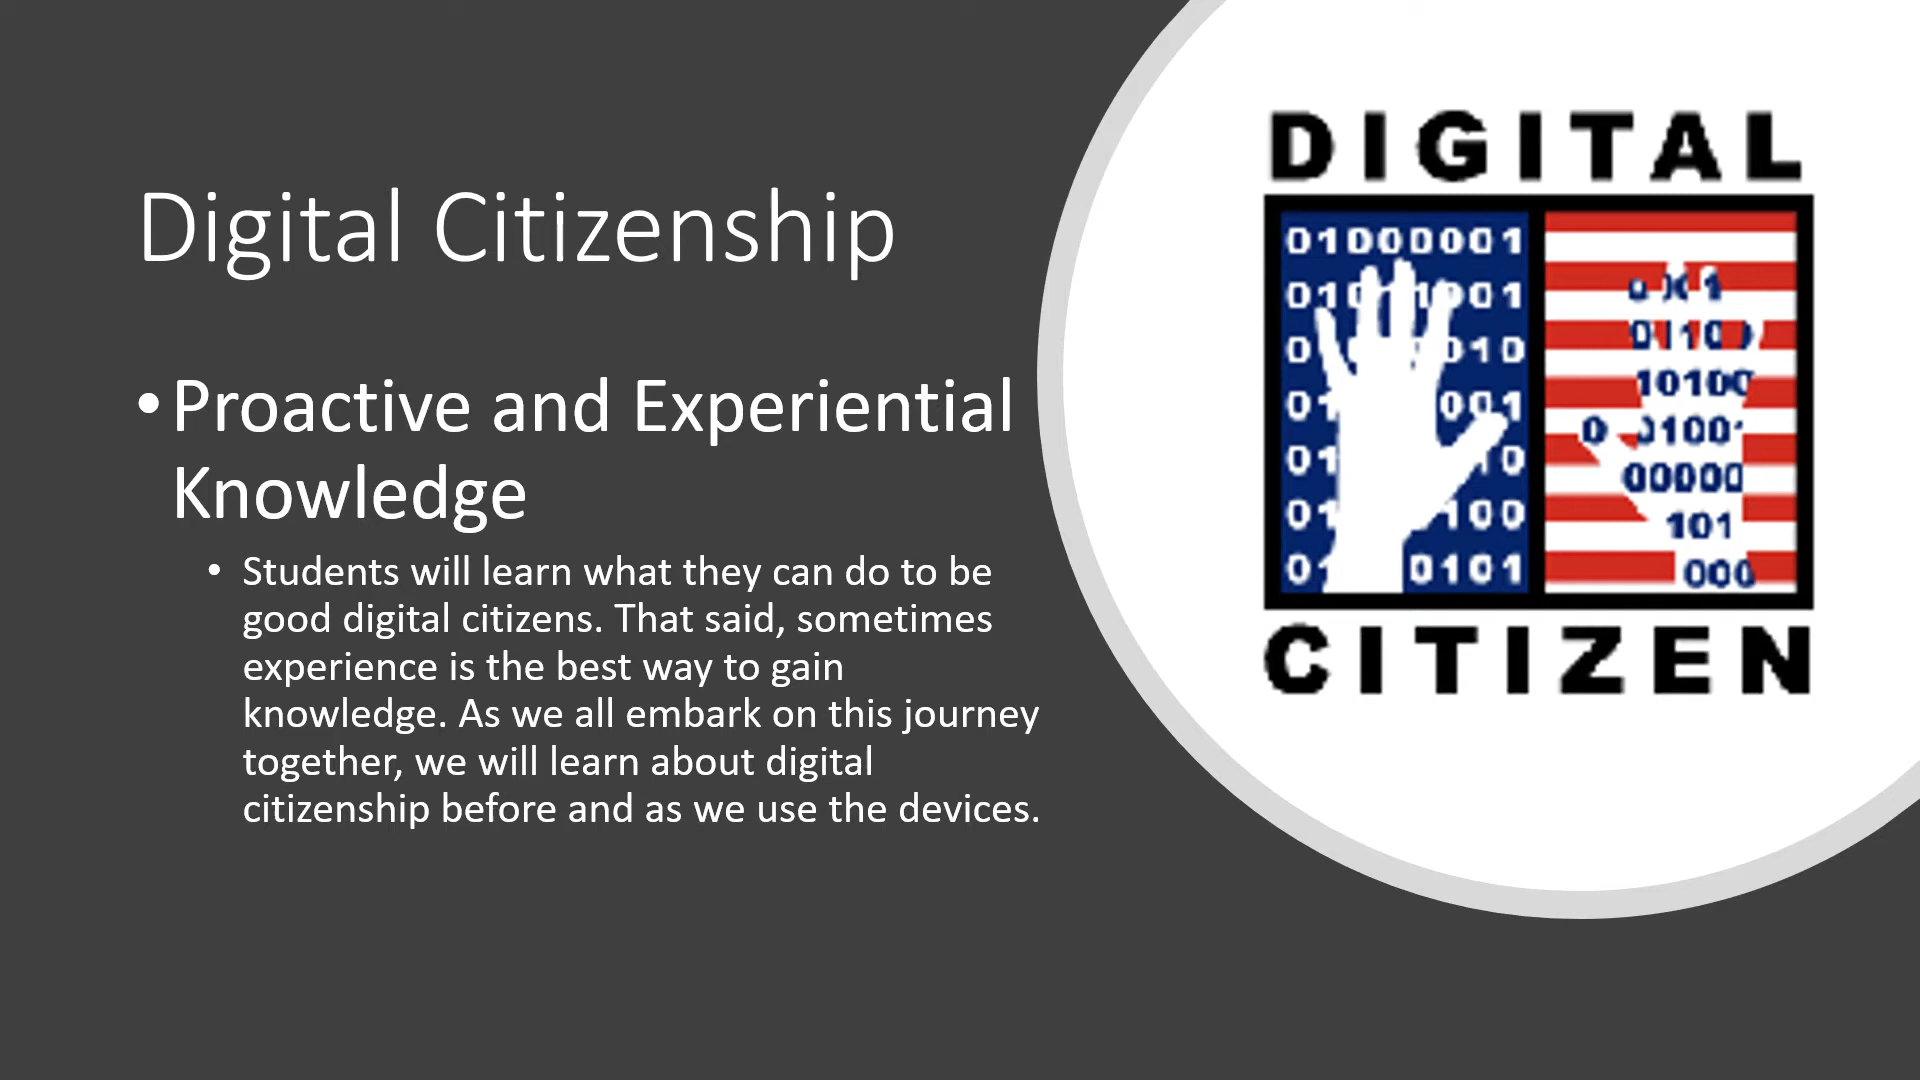 Digital Citizenship
• Proactive and Experiential
Knowledge
• Students will learn what they can do to be
good digital citizens. That said, sometimes
experience is the best way to gain
knowledge. As we all embark on this journey
together, we will learn about digital
citizenship before and as we use the devices.
DIGITAL
01000001
CITIZEN